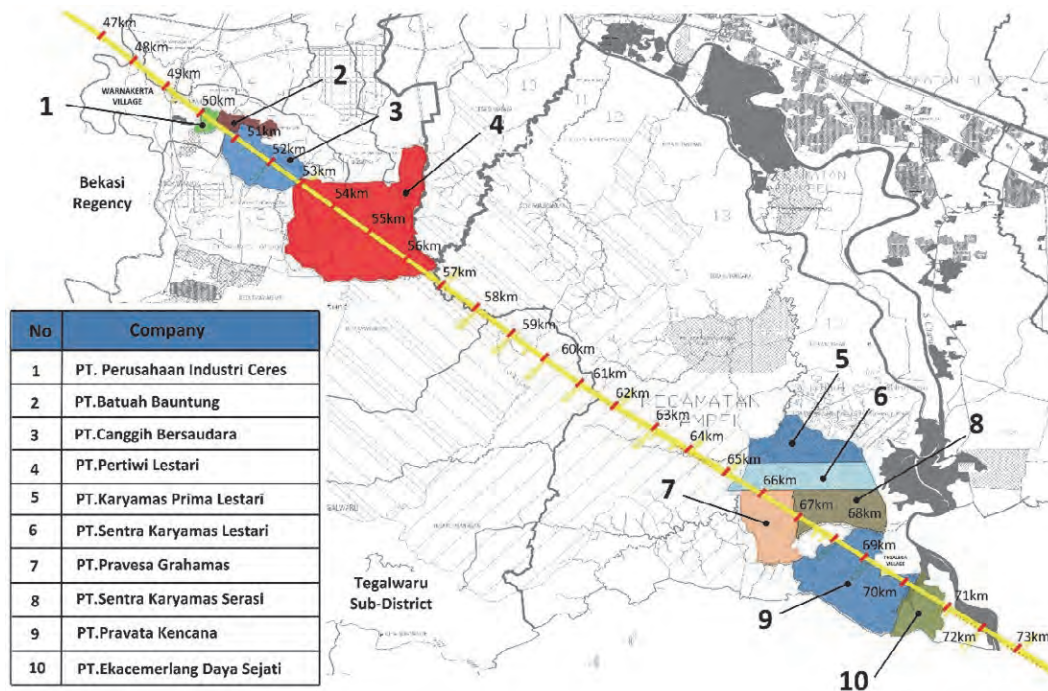 47km
48km
49km
WARNAKERTA
VILLAGE
50km
51km
52km
53km
54km
55km
56km
57km
58km
59km
60km
61km
62km
63km
64km
65km
66km
67km
68km
69km
70km
71km
72km
73km
1
2
3
4
5
6
7
8
9
10
Bekasi
Regency
KECAMATAN
Tegalwaru
Sub-District
No Company
1 PT. Perusahaan Industri Ceres
2 PT.Batuah Bauntung
3 PT.Canggih Bersaudara
4 PT.Pertiwi Lestari
5 PT.Karyamas Prima Lestari
6 PT.Sentra Karyamas Lestari
7 PT.Pravesa Grahamas
8 PT.Sentra Karyamas Serasi
9 PT.Pravata Kencana
10 PT.Ekacemerlang Daya Sejati